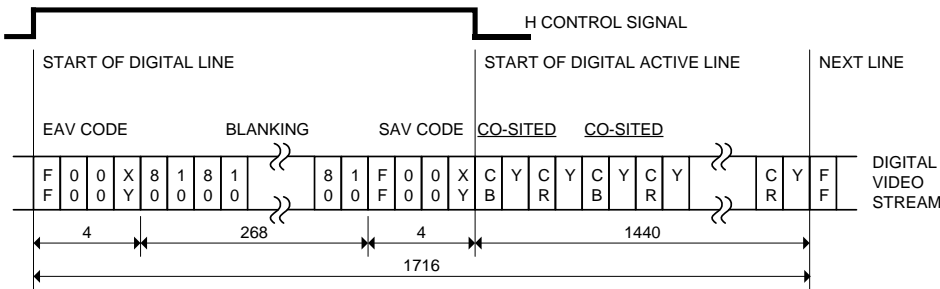 H CONTROL SIGNAL
START OF DIGITAL LINE START OF DIGITAL ACTIVE LINE NEXT LINE
EAV CODE BLANKING SAV CODE CO-SITED CO-SITED
F 0 0 X 8 1 8 1 8 1 F 0 0 X C Y C Y C Y C Y C Y F
F 0 0 Y 0 0 0 0 0 0 F 0 0 Y B R B R R F
DIGITAL
VIDEO
STREAM
4 268 4 1440
1716